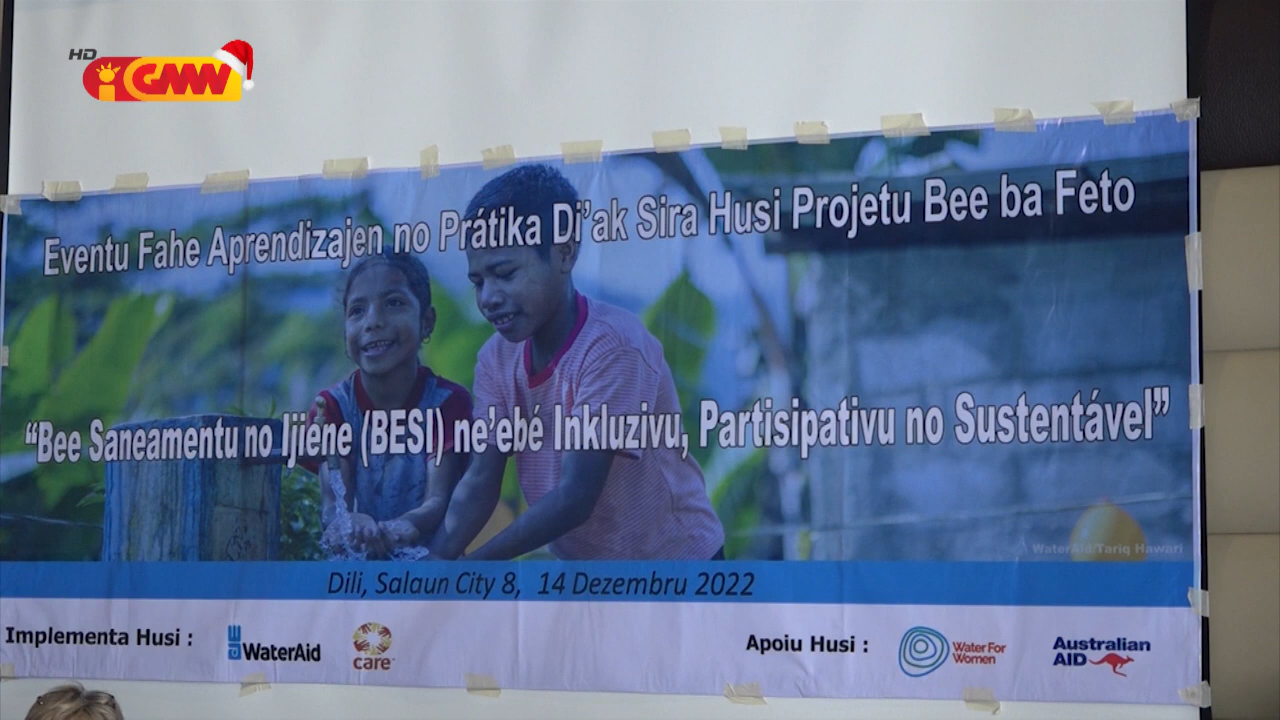 HD
GMN
Eventu Fahe Aprendizajen no Prátika Di'ak Sira Husi Projetu Bee ba Feto
“Bee Saneamentu no Ijiene (BESI) ne'ebé Inkluzivu, Partisipativu no Sustentável”
WaterAid/Tariq Hawari
Dili, Salaun City 8, 14 Dezembru 2022
Implementa Husi :
WaterAid
care
Apoiu Husi :
Water For
Women
Australian
AID